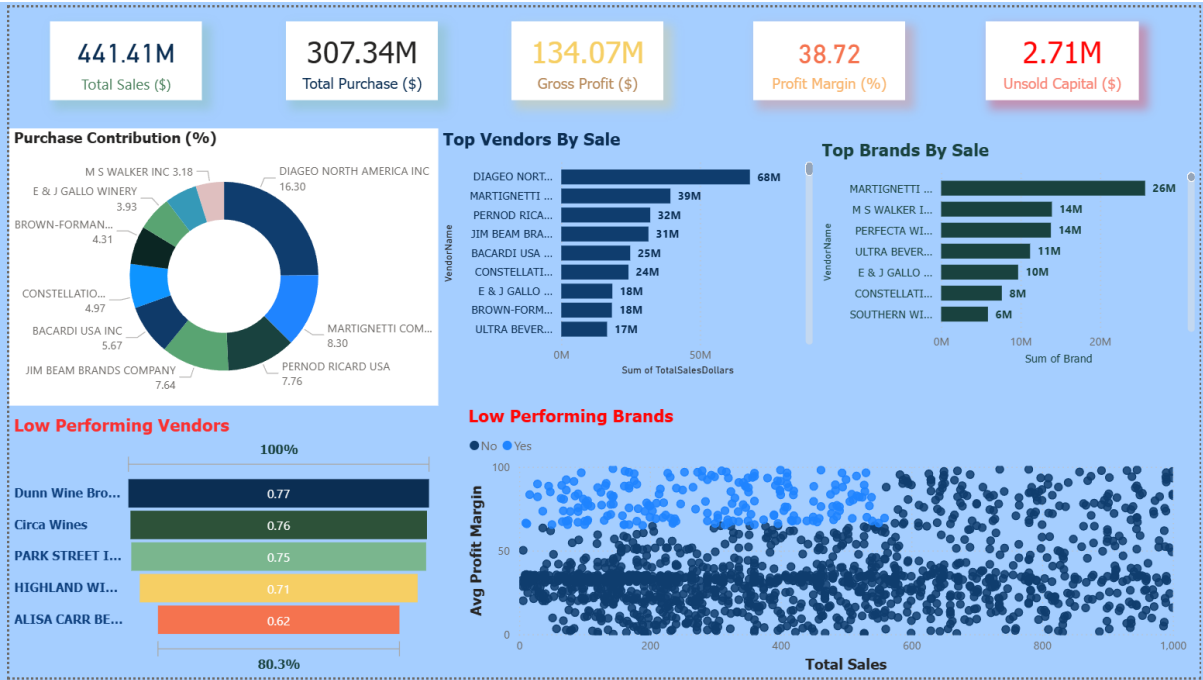 441.41M
Total Sales ($)
307.34M
Total Purchase ($)
134.07M
Gross Profit ($)
38.72
Profit Margin (%)
2.71M
Unsold Capital ($)
Purchase Contribution (%)
DIAGEO NORTH AMERICA INC
16.30
MARTIGNETTI COM...
8.30
PERNOD RICARD USA
7.76
JIM BEAM BRANDS COMPANY
7.64
BACARDI USA INC
5.67
CONSTELLATIO...
4.97
BROWN-FORMAN...
4.31
E & J GALLO WINERY
3.93
M S WALKER INC 3.18
Top Vendors By Sale
VendorName
DIAGEO NORT... 68M
MARTIGNETTI ... 39M
PERNOD RICA... 32M
JIM BEAM BRA... 31M
BACARDI USA ... 25M
CONSTELLATI... 24M
E & J GALLO ... 18M
BROWN-FORM... 18M
ULTRA BEVER... 17M
0M 50M
Sum of TotalSalesDollars
Top Brands By Sale
VendorName
MARTIGNETTI ... 26M
M S WALKER I... 14M
PERFECTA WI... 14M
ULTRA BEVER... 11M
E & J GALLO ... 10M
CONSTELLATI... 8M
SOUTHERN WI... 6M
0M 10M 20M
Sum of Brand
Low Performing Vendors
100%
Dunn Wine Bro... 0.77
Circa Wines 0.76
PARK STREET I... 0.75
HIGHLAND WI... 0.71
ALISA CARR BE... 0.62
80.3%
Low Performing Brands
No Yes
Avg Profit Margin
100
50
0
0 200 400 600 800 1,000
Total Sales